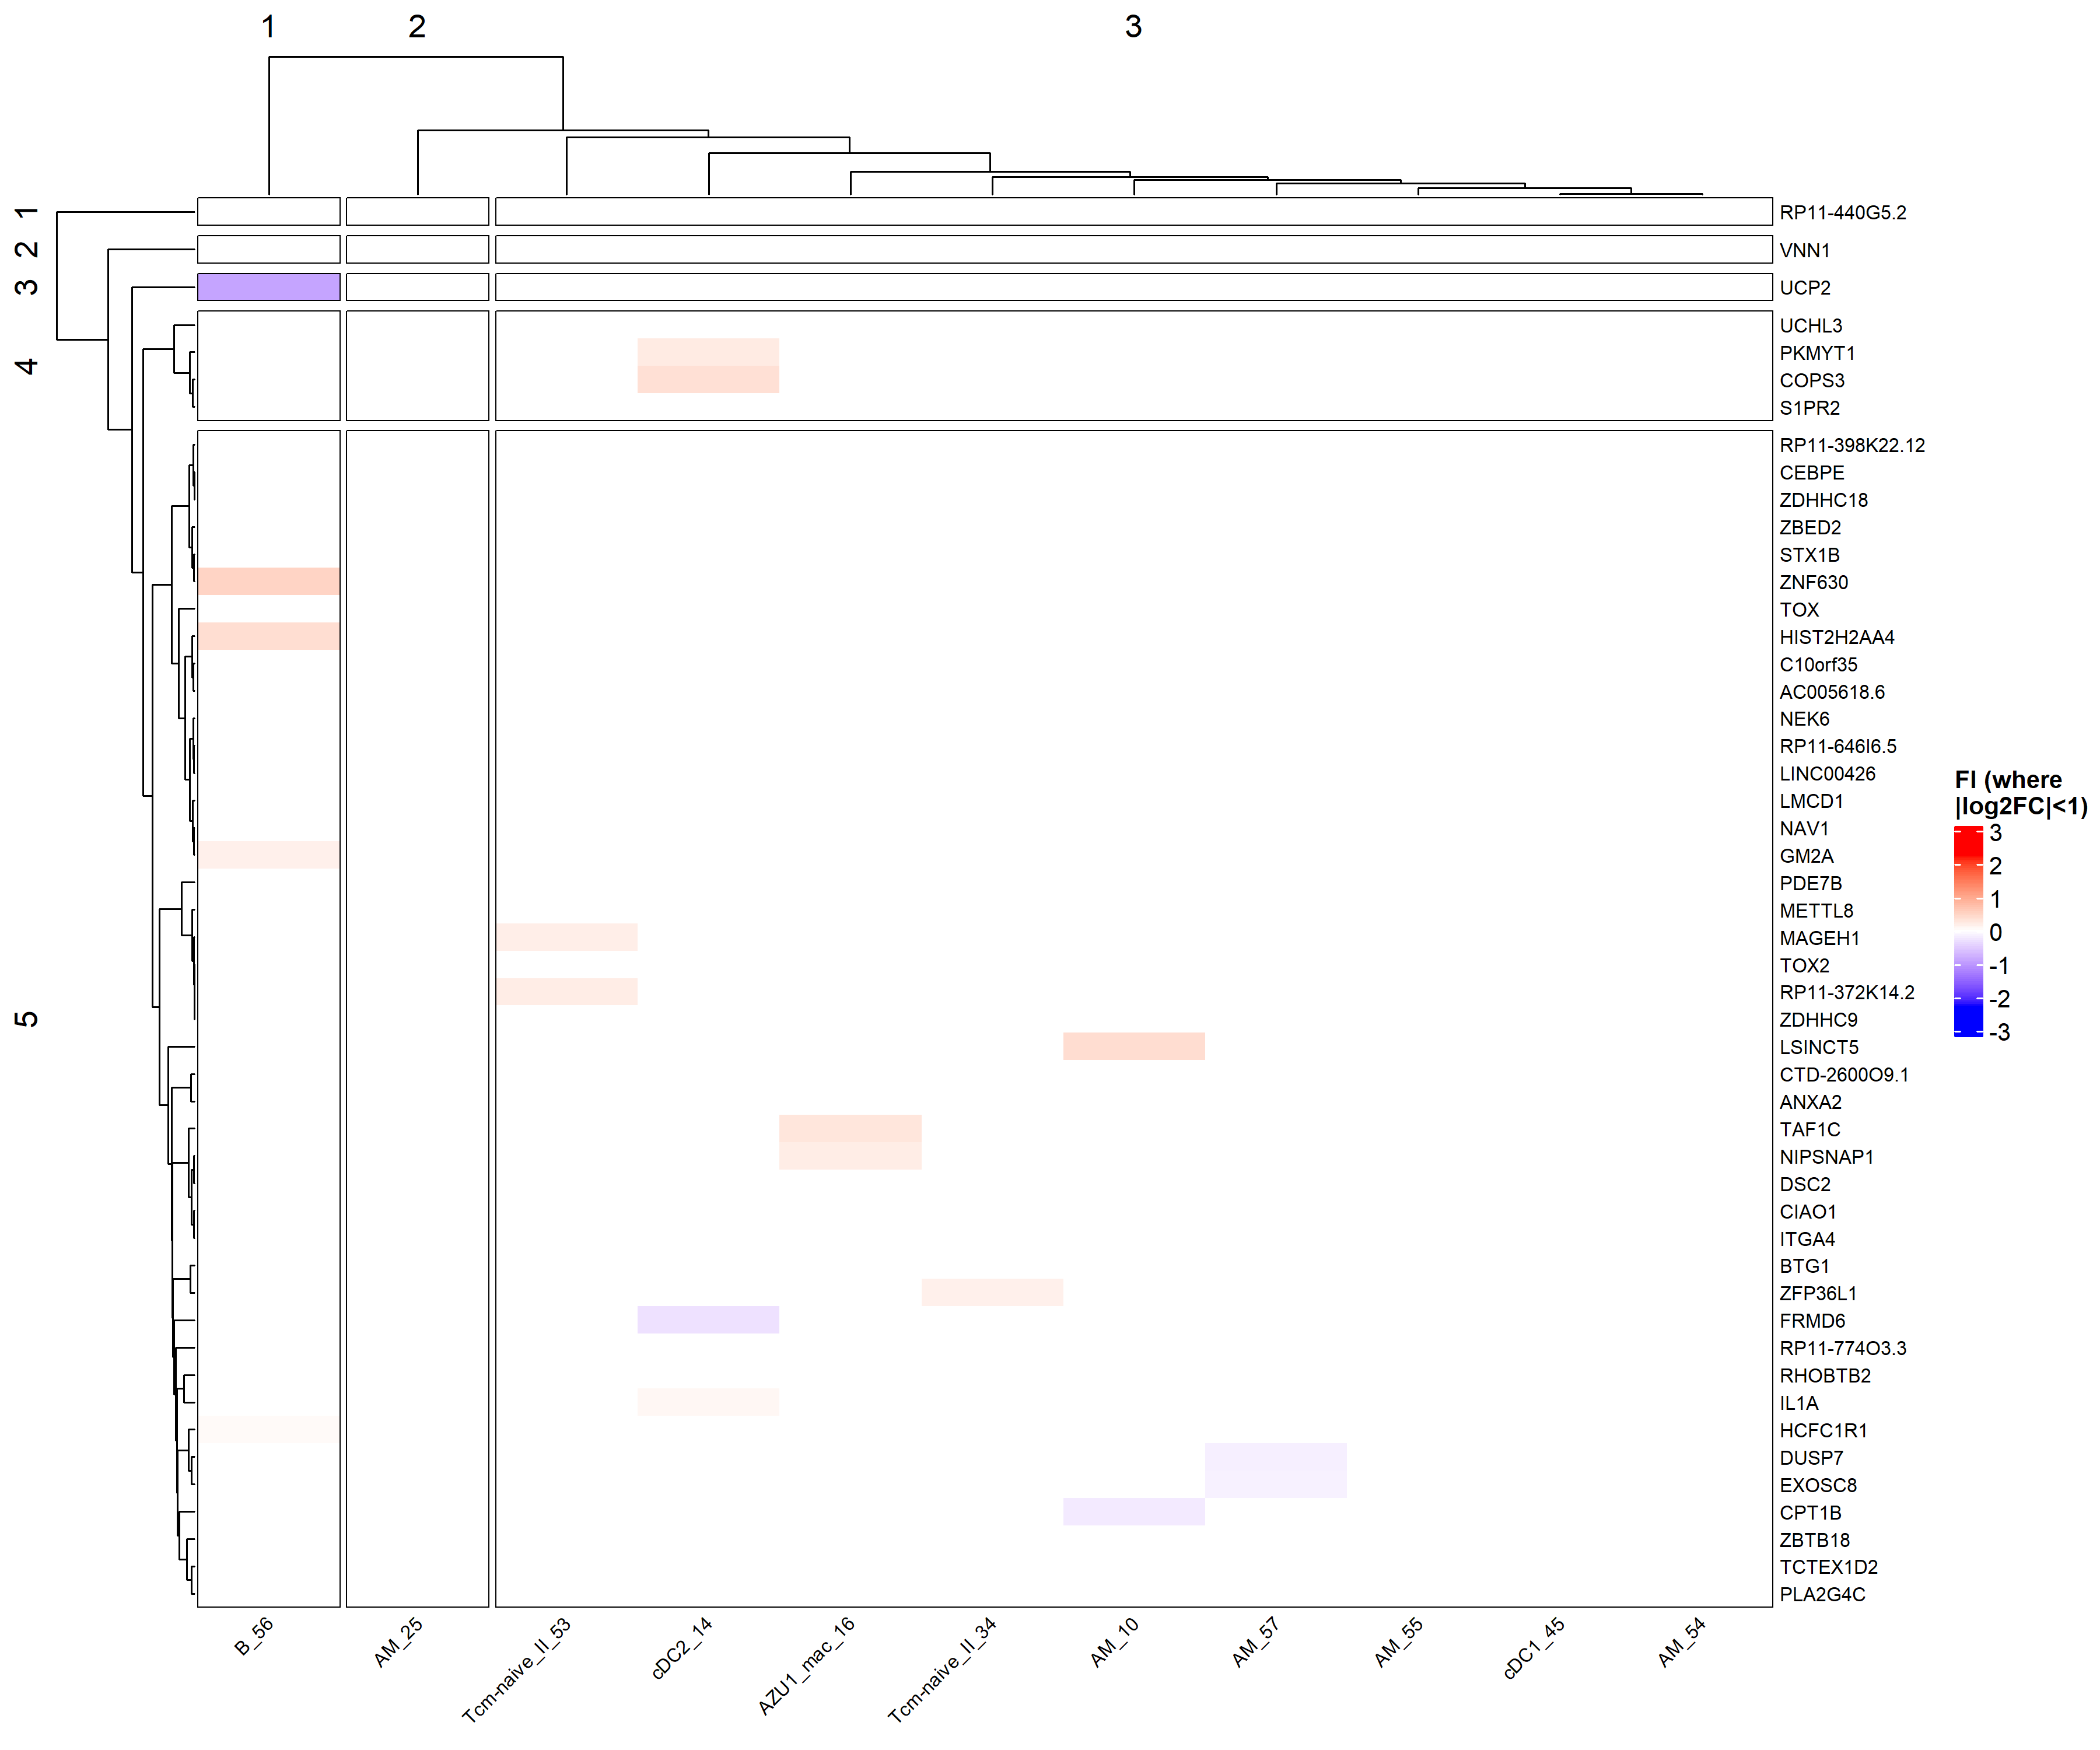 1 2 3
1
2
3
4
5
RP11-440G5.2
VNN1
UCP2
UCHL3
PKMYT1
COPS3
S1PR2
RP11-398K22.12
CEBPE
ZDHHC18
ZBED2
STX1B
ZNF630
TOX
HIST2H2AA4
C10orf35
AC005618.6
NEK6
RP11-646I6.5
LINC00426
LMCD1
NAV1
GM2A
PDE7B
METTL8
MAGEH1
TOX2
RP11-372K14.2
ZDHHC9
LSINCT5
CTD-2600O9.1
ANXA2
TAF1C
NIPSNAP1
DSC2
CIAO1
ITGA4
BTG1
ZFP36L1
FRMD6
RP11-774O3.3
RHOBTB2
IL1A
HCFC1R1
DUSP7
EXOSC8
CPT1B
ZBTB18
TCTEX1D2
PLA2G4C
FI (where
|log2FC|<1)
3
2
1
0
-1
-2
-3
B_56
AM_25
Tcm-naive_II_53
cDC2_14
AZU1_mac_16
Tcm-naive_II_34
AM_10
AM_57
AM_55
cDC1_45
AM_54